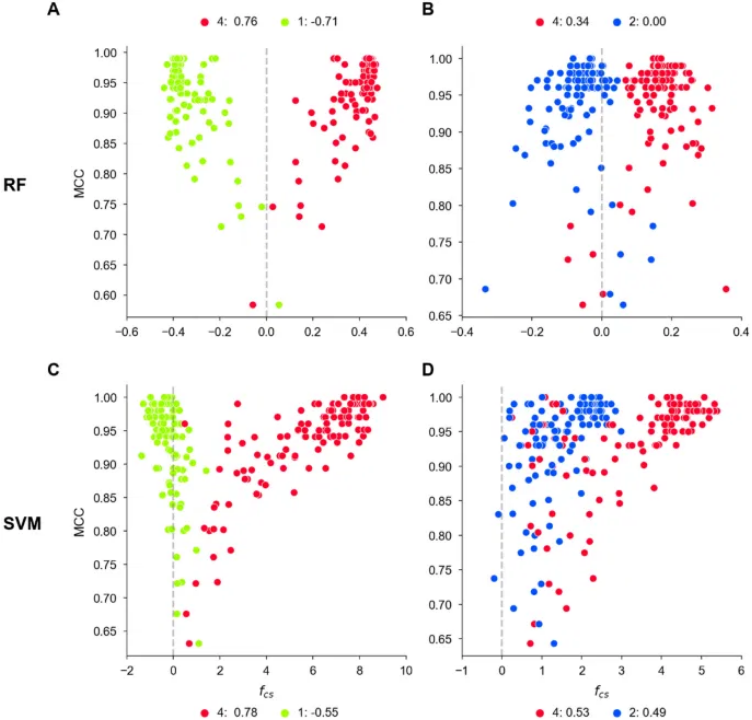 A
B
4: 0.76 1: -0.71
4: 0.34 2: 0.00
RF
MCC
1.00
0.95
0.90
0.85
0.80
0.75
0.70
0.65
0.60
−0.6 −0.4 −0.2 0.0 0.2 0.4 0.6
1.00
0.95
0.90
0.85
0.80
0.75
0.70
0.65
−0.4 −0.2 0.0 0.2 0.4
C
D
SVM
MCC
1.00
0.95
0.90
0.85
0.80
0.75
0.70
0.65
−2 0 2 4 6 8 10
fcs
1.00
0.95
0.90
0.85
0.80
0.75
0.70
0.65
−1 0 1 2 3 4 5 6
fcs
4: 0.78 1: -0.55
4: 0.53 2: 0.49